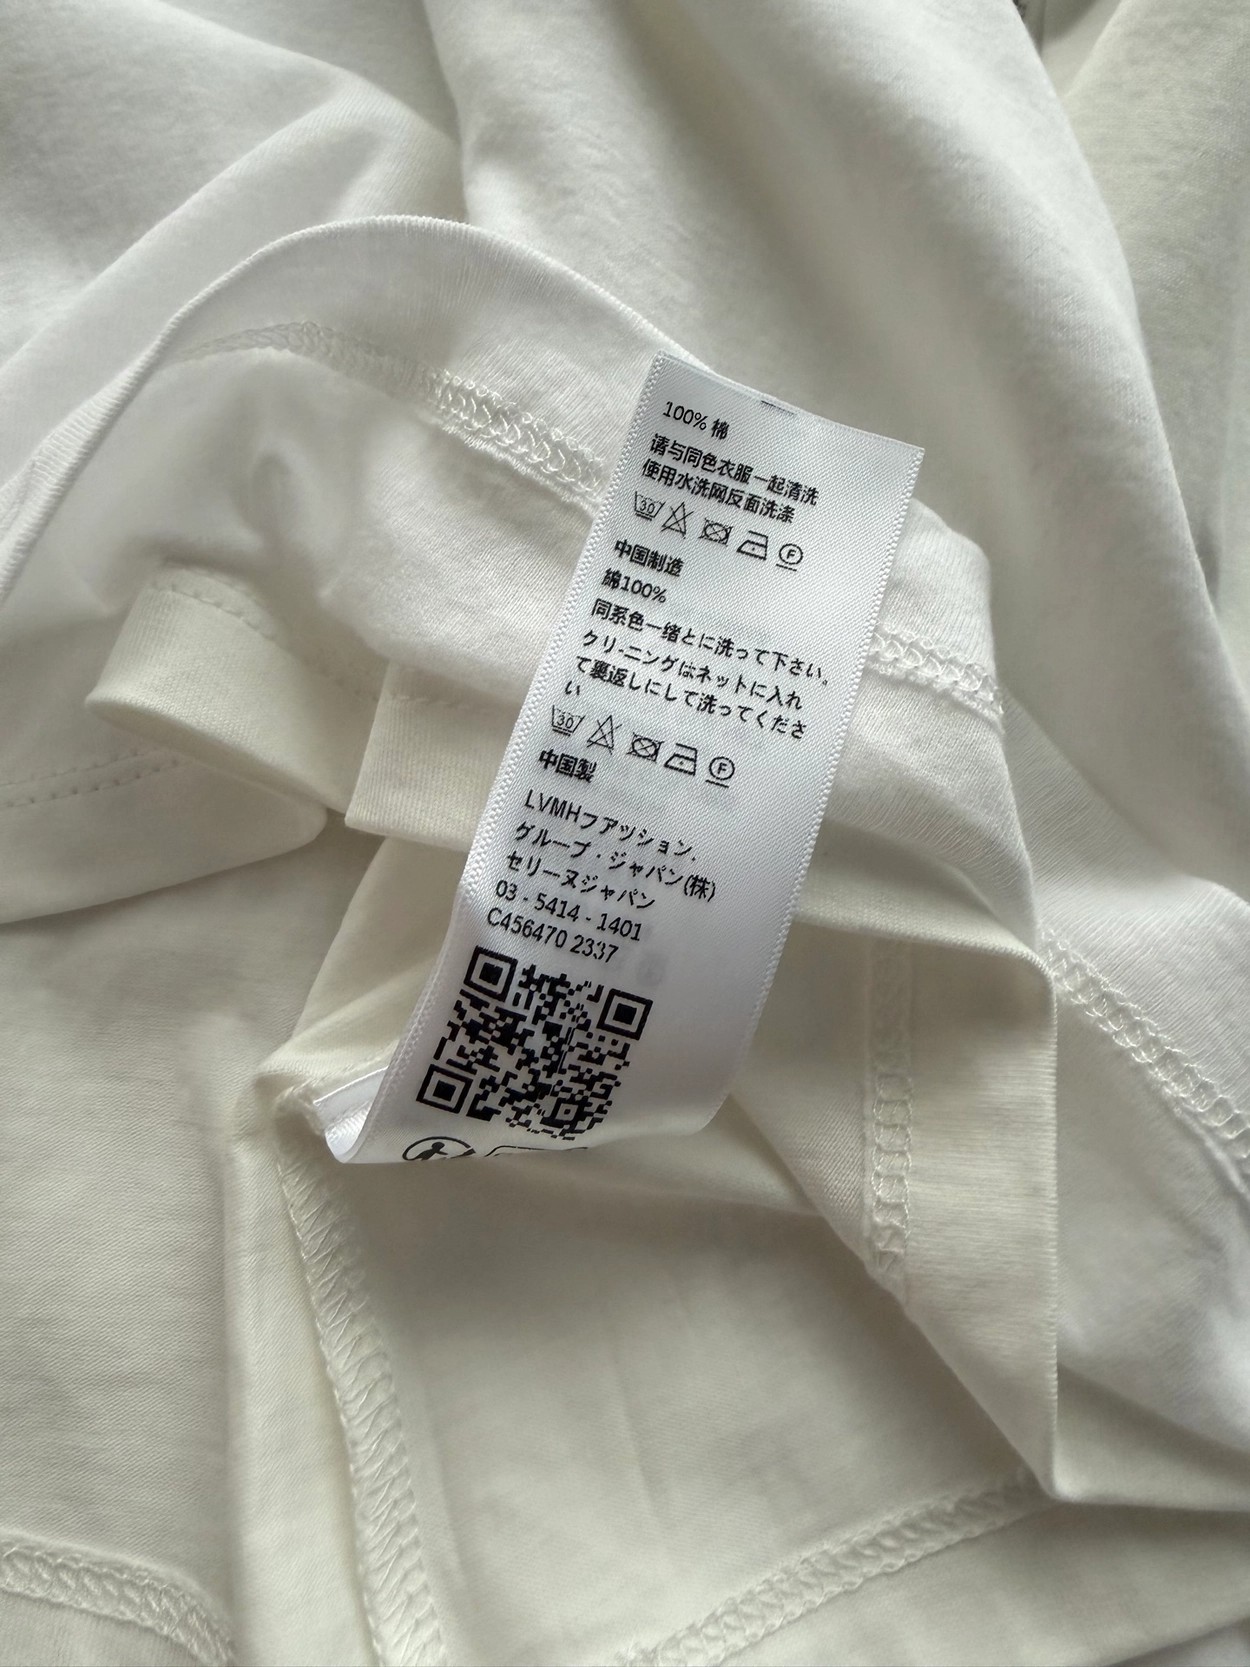 100% 棉
请与同色衣服一起清洗
使用水洗网反面洗涤
30 F
中国制造
綿100%
同系色一绪とに洗って下さい。
クリーニングはネットに入れ
て裏返しにして洗ってくださ
い
30 F
中国製
LVMHファッション.
グループ・ジャパン(株)
セリーヌジャパン
03 - 5414 - 1401
C456470 2337